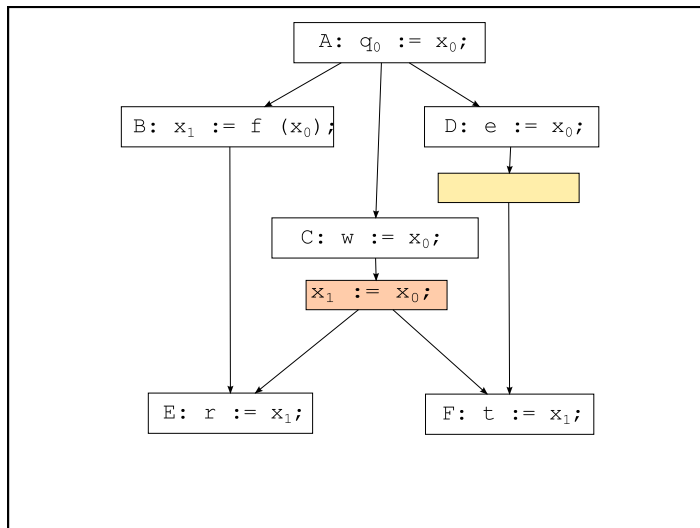 A: q₀ := x₀;
B: x₁ := f (x₀);
D: e := x₀;
C: w := x₀;
x₁ := x₀;
E: r := x₁;
F: t := x₁;